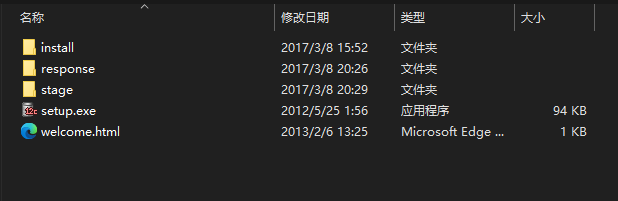 名称 修改日期 类型 大小
install 2017/3/8 15:52 文件夹
response 2017/3/8 20:26 文件夹
stage 2017/3/8 20:29 文件夹
setup.exe 2012/5/25 1:56 应用程序 94 KB
welcome.html 2013/2/6 13:25 Microsoft Edge ... 1 KB